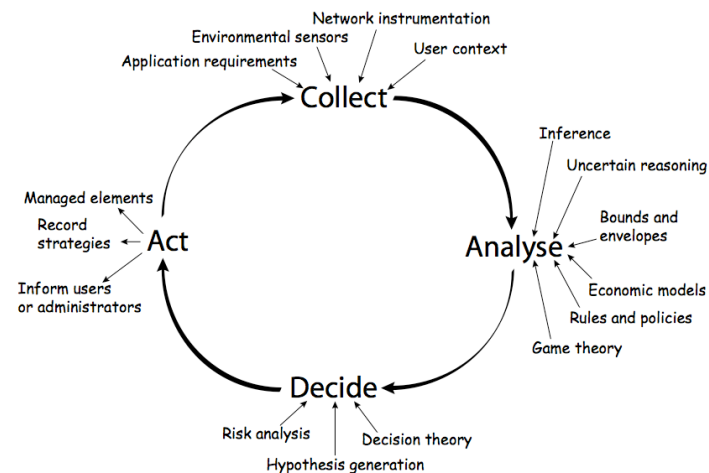 Network instrumentation
Environmental sensors
User context
Application requirements
Collect
Inference
Uncertain reasoning
Managed elements
Bounds and
envelopes
Record
strategies
Act
Analyse
Inform users
or administrators
Economic models
Rules and policies
Game theory
Decide
Risk analysis
Decision theory
Hypothesis generation